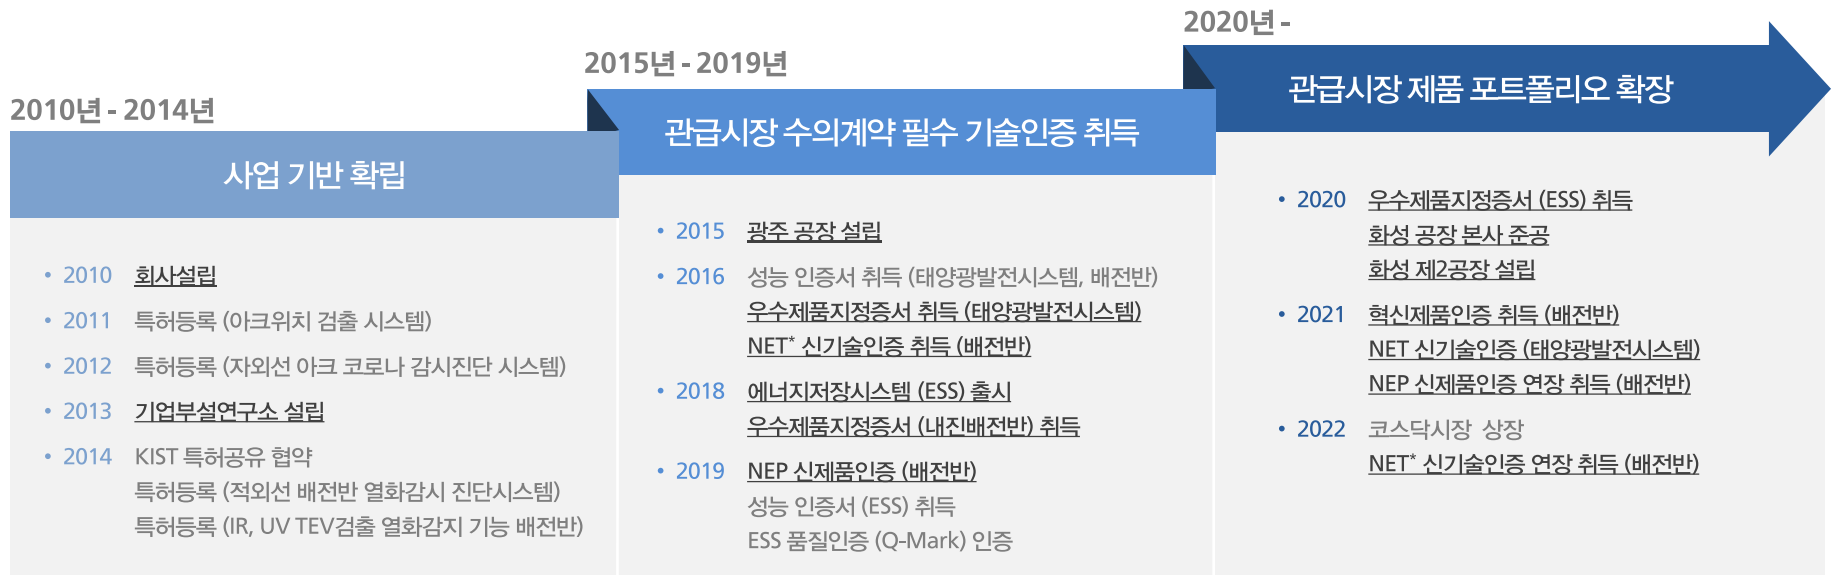 2010년 - 2014년
사업 기반 확립
• 2010 회사설립
• 2011 특허등록 (아크위치 검출 시스템)
• 2012 특허등록 (자외선 아크 코로나 감시진단 시스템)
• 2013 기업부설연구소 설립
• 2014 KIST 특허공유 협약
특허등록 (적외선 배전반 열화감시 진단시스템)
특허등록 (IR, UV TEV검출 열화감지 기능 배전반)
2015년 - 2019년
관급시장 수의계약 필수 기술인증 취득
• 2015 광주 공장 설립
• 2016 성능 인증서 취득 (태양광발전시스템, 배전반)
우수제품지정증서 취득 (태양광발전시스템)
NET* 신기술인증 취득 (배전반)
• 2018 에너지저장시스템 (ESS) 출시
우수제품지정증서 (내진배전반) 취득
• 2019 NEP 신제품인증 (배전반)
성능 인증서 (ESS) 취득
ESS 품질인증 (Q-Mark) 인증
2020년 -
관급시장 제품 포트폴리오 확장
• 2020 우수제품지정증서 (ESS) 취득
화성 공장 본사 준공
화성 제2공장 설립
• 2021 혁신제품인증 취득 (배전반)
NET 신기술인증 (태양광발전시스템)
NEP 신제품인증 연장 취득 (배전반)
• 2022 코스닥시장 상장
NET* 신기술인증 연장 취득 (배전반)